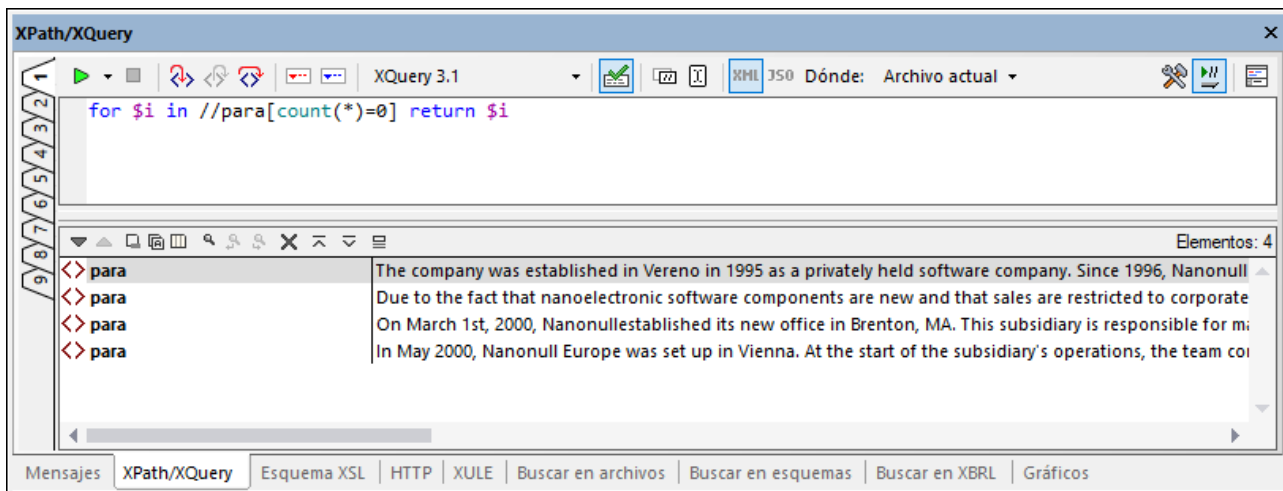 XPath/XQuery
XQuery 3.1 XML JSO Dónde: Archivo actual
1
2
3
4
5
6
7
8
9
for $i in //para[count(*)=0] return $i
Elementos: 4
para The company was established in Vereno in 1995 as a privately held software company. Since 1996, Nanonull
para Due to the fact that nanoelectronic software components are new and that sales are restricted to corporate
para On March 1st, 2000, Nanonullestablished its new office in Brenton, MA. This subsidiary is responsible for
para In May 2000, Nanonull Europe was set up in Vienna. At the start of the subsidiary's operations, the team
Mensajes XPath/XQuery Esquema XSL HTTP XULE Buscar en archivos Buscar en esquemas Buscar en XBRL Gráficos